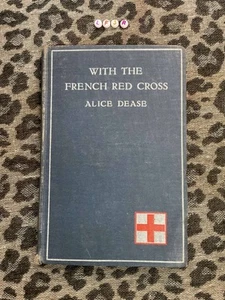 WITH THE
FRENCH RED CROSS
ALICE DEASE